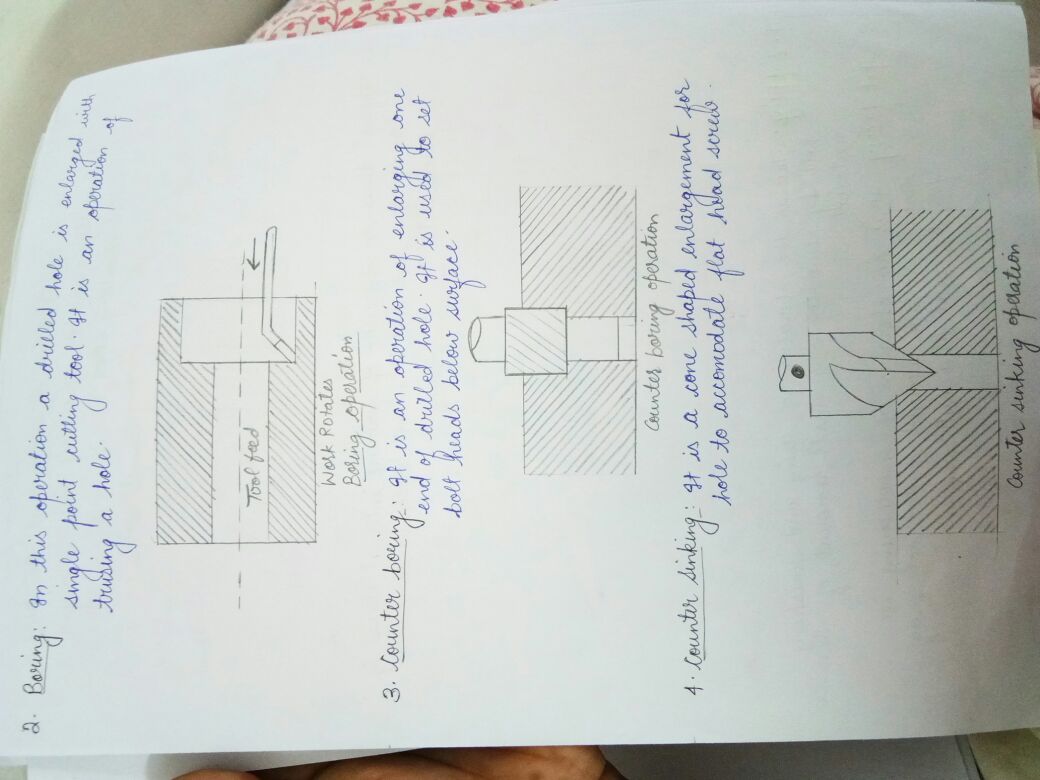 2. Boring: In this operation a drilled hole is enlarged with
single point cutting tool. It is an operation of
truing a hole.
Tool feed
Work Rotates
Boring operation
3. Counter boring: It is an operation of enlarging one
end of drilled hole. It is used to set
bolt heads below surface.
Counter boring operation
4. Counter Sinking: It is a cone shaped enlargement for
hole to accomodate flat head screw.
Counter sinking operation